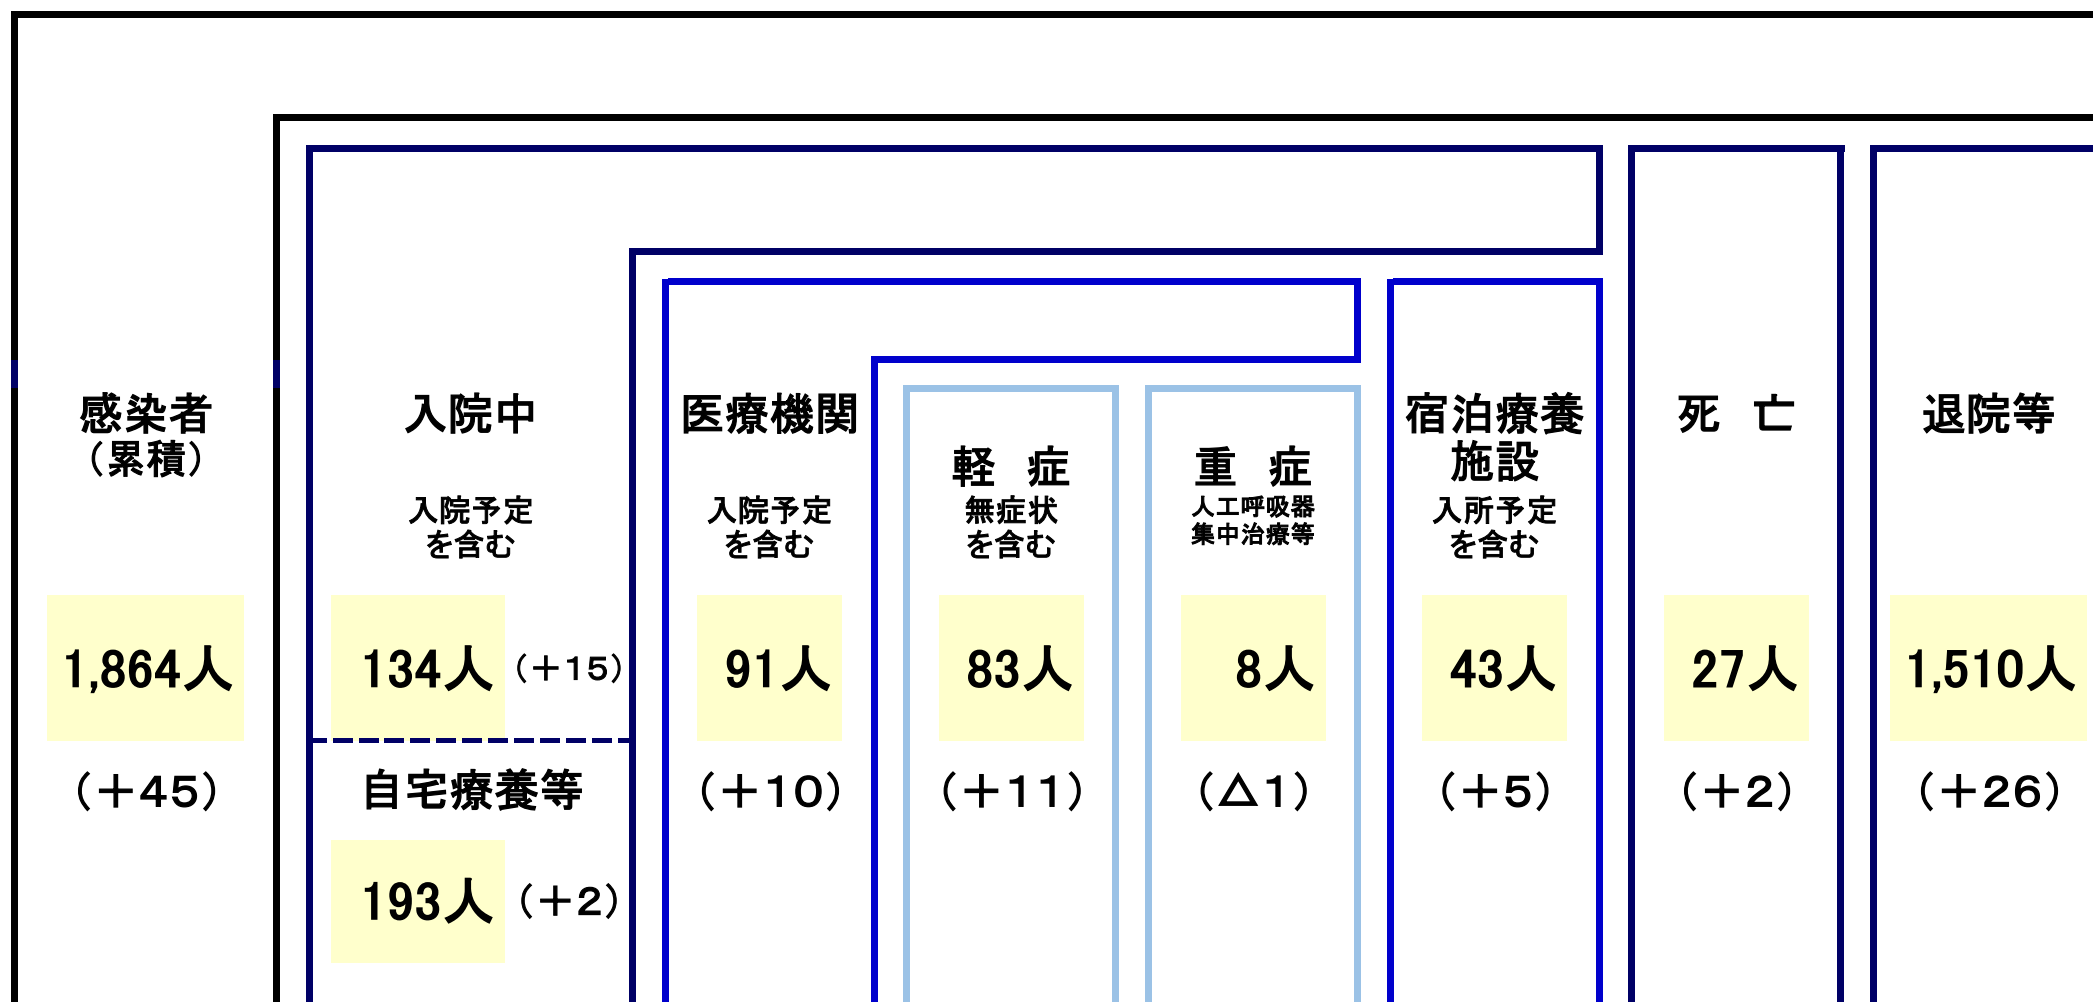 感染者
（累積）
1,864人
（＋45）
入院中
入院予定
を含む
134人（＋15）
自宅療養等
193人（＋2）
医療機関
入院予定
を含む
91人
（＋10）
軽　症
無症状
を含む
83人
（＋11）
重　症
人工呼吸器
集中治療等
8人
（△1）
宿泊療養
施設
入所予定
を含む
43人
（＋5）
死　亡
27人
（＋2）
退院等
1,510人
（＋26）